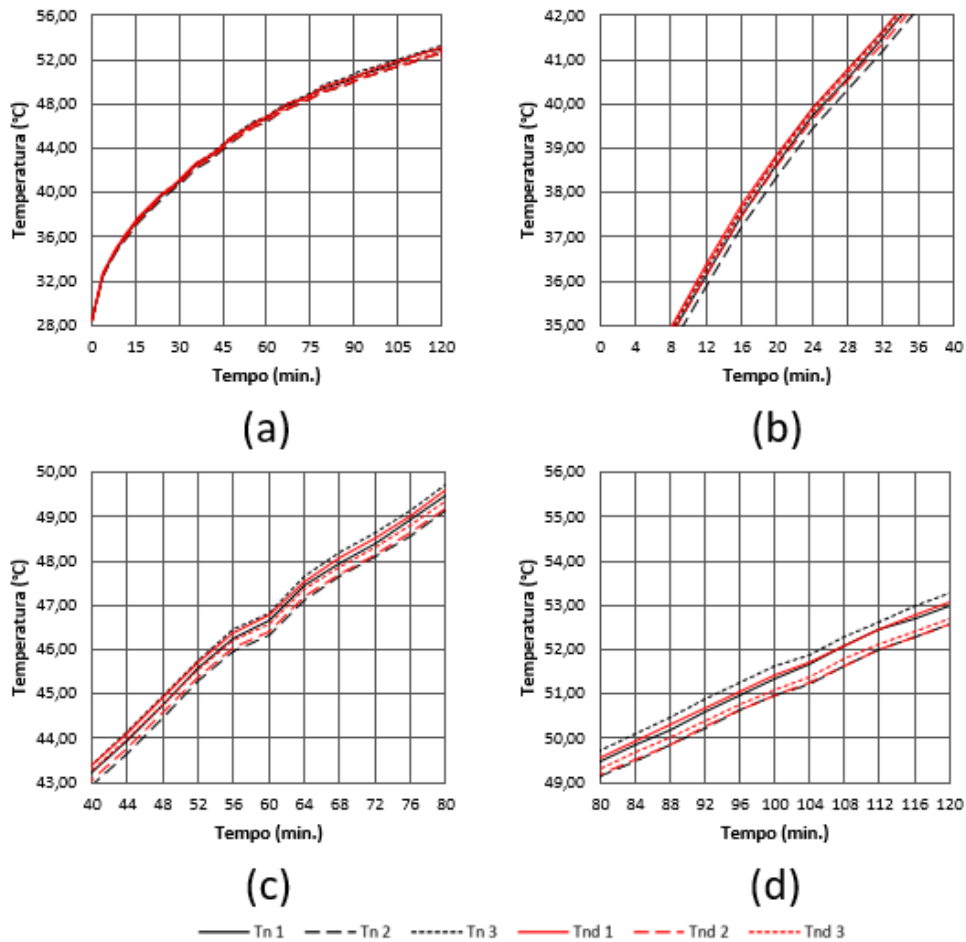 56,00
52,00
48,00
44,00
40,00
36,00
32,00
28,00
Temperatura (°C)
0 15 30 45 60 75 90 105 120
Tempo (min.)
(a)
42,00
41,00
40,00
39,00
38,00
37,00
36,00
35,00
Temperatura (°C)
0 4 8 12 16 20 24 28 32 36 40
Tempo (min.)
(b)
50,00
49,00
48,00
47,00
46,00
45,00
44,00
43,00
Temperatura (°C)
40 44 48 52 56 60 64 68 72 76 80
Tempo (min.)
(c)
56,00
55,00
54,00
53,00
52,00
51,00
50,00
49,00
Temperatura (°C)
80 84 88 92 96 100 104 108 112 116 120
Tempo (min.)
(d)
Tn 1 Tn 2 Tn 3 Tnd 1 Tnd 2 Tnd 3